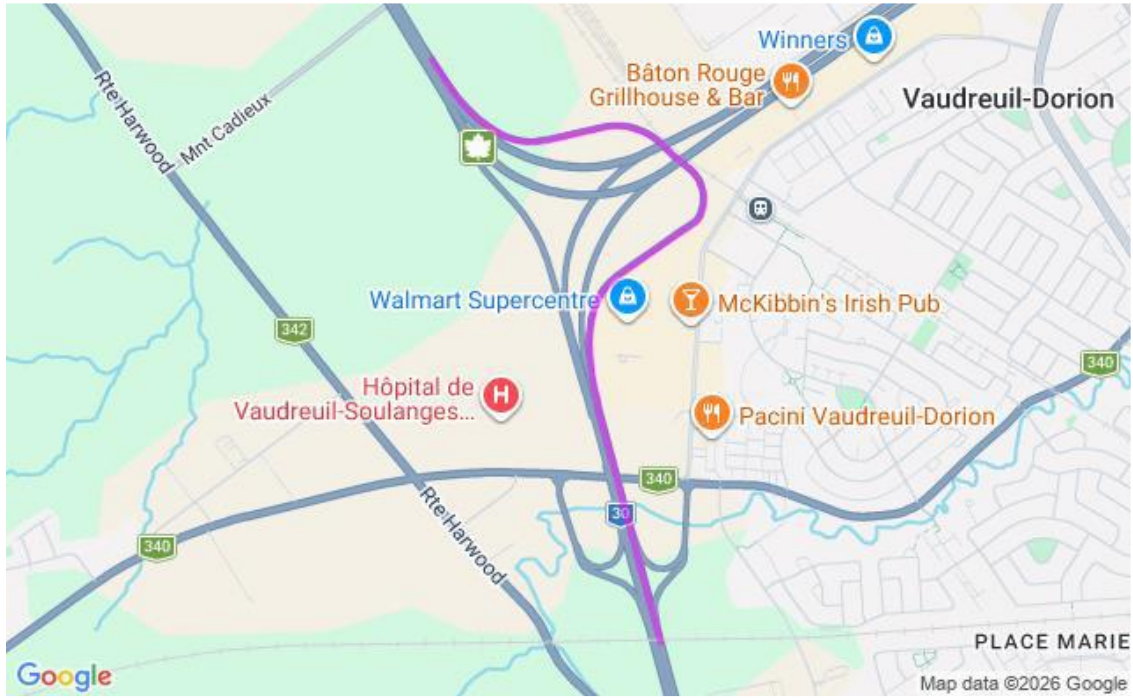 Winners
Bâton Rouge
Grillhouse & Bar
Vaudreuil-Dorion
Rte Harwood
Mnt Cadieux
Walmart Supercentre
McKibbin's Irish Pub
342
340
Hôpital de
Vaudreuil-Soulanges...
H
Pacini Vaudreuil-Dorion
340
30
Rte Harwood
340
PLACE MARIE
Google
Map data ©2026 Google